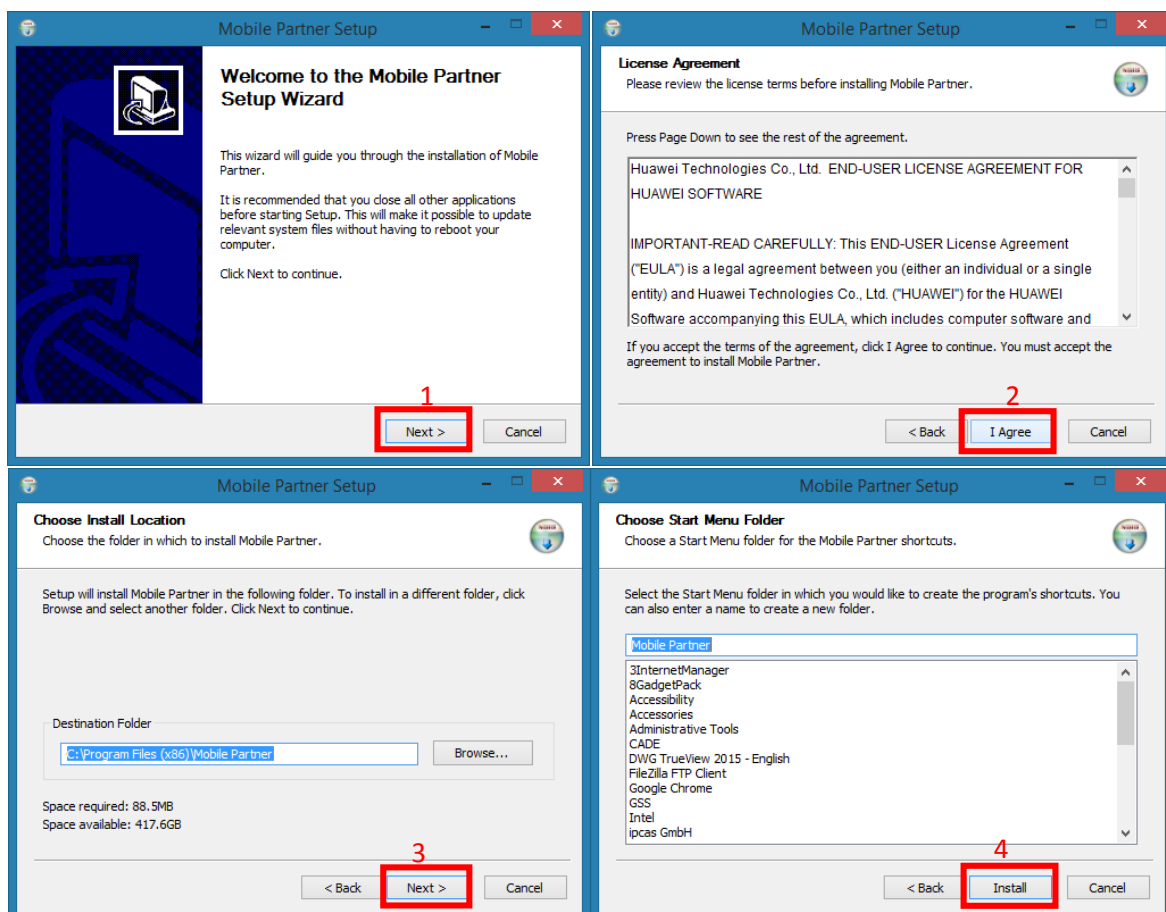 Mobile Partner Setup
Welcome to the Mobile Partner
Setup Wizard
This wizard will guide you through the installation of Mobile
Partner.
It is recommended that you close all other applications
before starting Setup. This will make it possible to update
relevant system files without having to reboot your
computer.
Click Next to continue.
1
Next >
Cancel
Mobile Partner Setup
License Agreement
Please review the license terms before installing Mobile Partner.
Press Page Down to see the rest of the agreement.
Huawei Technologies Co., Ltd. END-USER LICENSE AGREEMENT FOR
HUAWEI SOFTWARE
IMPORTANT-READ CAREFULLY: This END-USER License Agreement
("EULA") is a legal agreement between you (either an individual or a single
entity) and Huawei Technologies Co., Ltd. ("HUAWEI") for the HUAWEI
Software accompanying this EULA, which includes computer software and
If you accept the terms of the agreement, click I Agree to continue. You must accept the
agreement to install Mobile Partner.
2
< Back
I Agree
Cancel
Mobile Partner Setup
Choose Install Location
Choose the folder in which to install Mobile Partner.
Setup will install Mobile Partner in the following folder. To install in a different folder, click
Browse and select another folder. Click Next to continue.
Destination Folder
C:\Program Files (x86)\Mobile Partner
Browse...
Space required: 88.5MB
Space available: 417.6GB
3
< Back
Next >
Cancel
Mobile Partner Setup
Choose Start Menu Folder
Choose a Start Menu folder for the Mobile Partner shortcuts.
Select the Start Menu folder in which you would like to create the program's shortcuts. You
can also enter a name to create a new folder.
Mobile Partner
3InternetManager
8GadgetPack
Accessibility
Accessories
Administrative Tools
CADE
DWG TrueView 2015 - English
FileZilla FTP Client
Google Chrome
GSS
Intel
ipcas GmbH
4
< Back
Install
Cancel